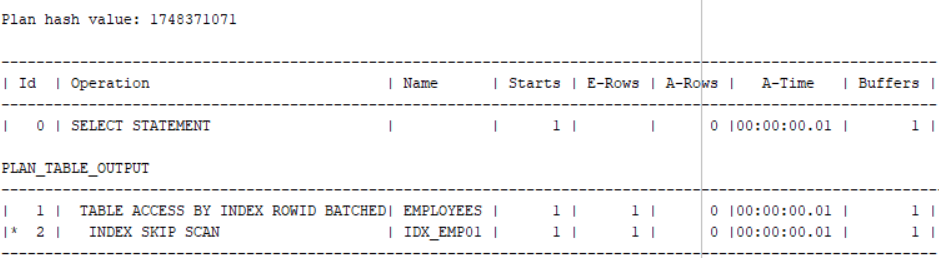 Plan hash value: 1748371071
--------------------------------------------------------------------------------------------------------------
| Id  | Operation                           | Name      | Starts | E-Rows | A-Rows |   A-Time   | Buffers |
--------------------------------------------------------------------------------------------------------------
|   0 | SELECT STATEMENT                    |           |      1 |        |      0 |00:00:00.01 |       1 |
PLAN_TABLE_OUTPUT
--------------------------------------------------------------------------------------------------------------
|   1 |  TABLE ACCESS BY INDEX ROWID BATCHED| EMPLOYEES |      1 |      1 |      0 |00:00:00.01 |       1 |
|*  2 |   INDEX SKIP SCAN                   | IDX_EMP01 |      1 |      1 |      0 |00:00:00.01 |       1 |
--------------------------------------------------------------------------------------------------------------